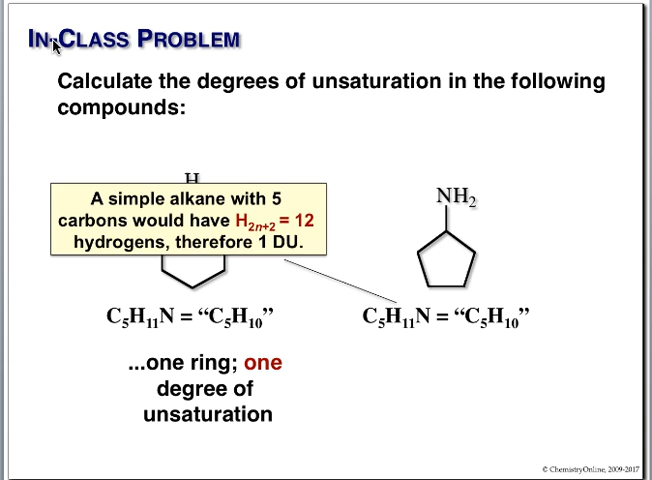 IN-CLASS PROBLEM
Calculate the degrees of unsaturation in the following
compounds:
H
A simple alkane with 5
carbons would have H₂ₙ₊₂ = 12
hydrogens, therefore 1 DU.
NH₂
C₅H₁₁N = “C₅H₁₀”
C₅H₁₁N = “C₅H₁₀”
...one ring; one
degree of
unsaturation
© ChemistryOnline, 2009-2017